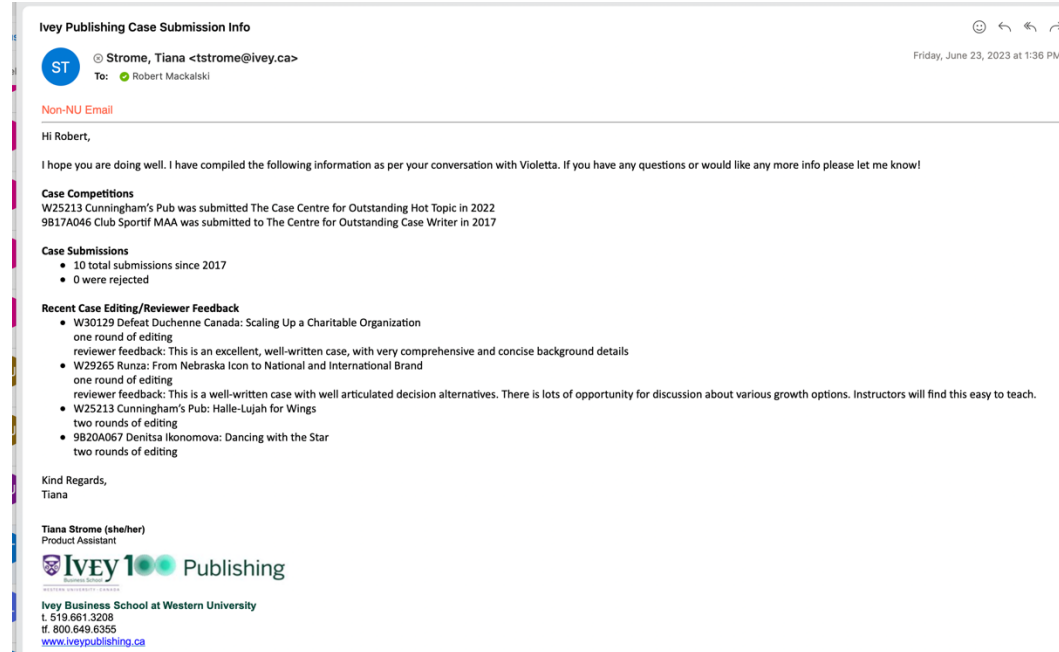 Ivey Publishing Case Submission Info
ST
Strome, Tiana <tstrome@ivey.ca>
Friday, June 23, 2023 at 1:36 PM
To: Robert Mackalski
Non-NU Email
Hi Robert,
I hope you are doing well. I have compiled the following information as per your conversation with Violetta. If you have any questions or would like any more info please let me know!
Case Competitions
W25213 Cunningham's Pub was submitted The Case Centre for Outstanding Hot Topic in 2022
9B17A046 Club Sportif MAA was submitted to The Centre for Outstanding Case Writer in 2017
Case Submissions
• 10 total submissions since 2017
• 0 were rejected
Recent Case Editing/Reviewer Feedback
• W30129 Defeat Duchenne Canada: Scaling Up a Charitable Organization
one round of editing
reviewer feedback: This is an excellent, well-written case, with very comprehensive and concise background details
• W29265 Runza: From Nebraska Icon to National and International Brand
one round of editing
reviewer feedback: This is a well-written case with well articulated decision alternatives. There is lots of opportunity for discussion about various growth options. Instructors will find this easy to teach.
• W25213 Cunningham's Pub: Halle-Lujah for Wings
two rounds of editing
• 9B20A067 Denitsa Ikonomova: Dancing with the Star
two rounds of editing
Kind Regards,
Tiana
Tiana Strome (she/her)
Product Assistant
IVEY 100 Publishing
Business School
WESTERN UNIVERSITY · CANADA
Ivey Business School at Western University
t. 519.661.3208
tf. 800.649.6355
www.iveypublishing.ca